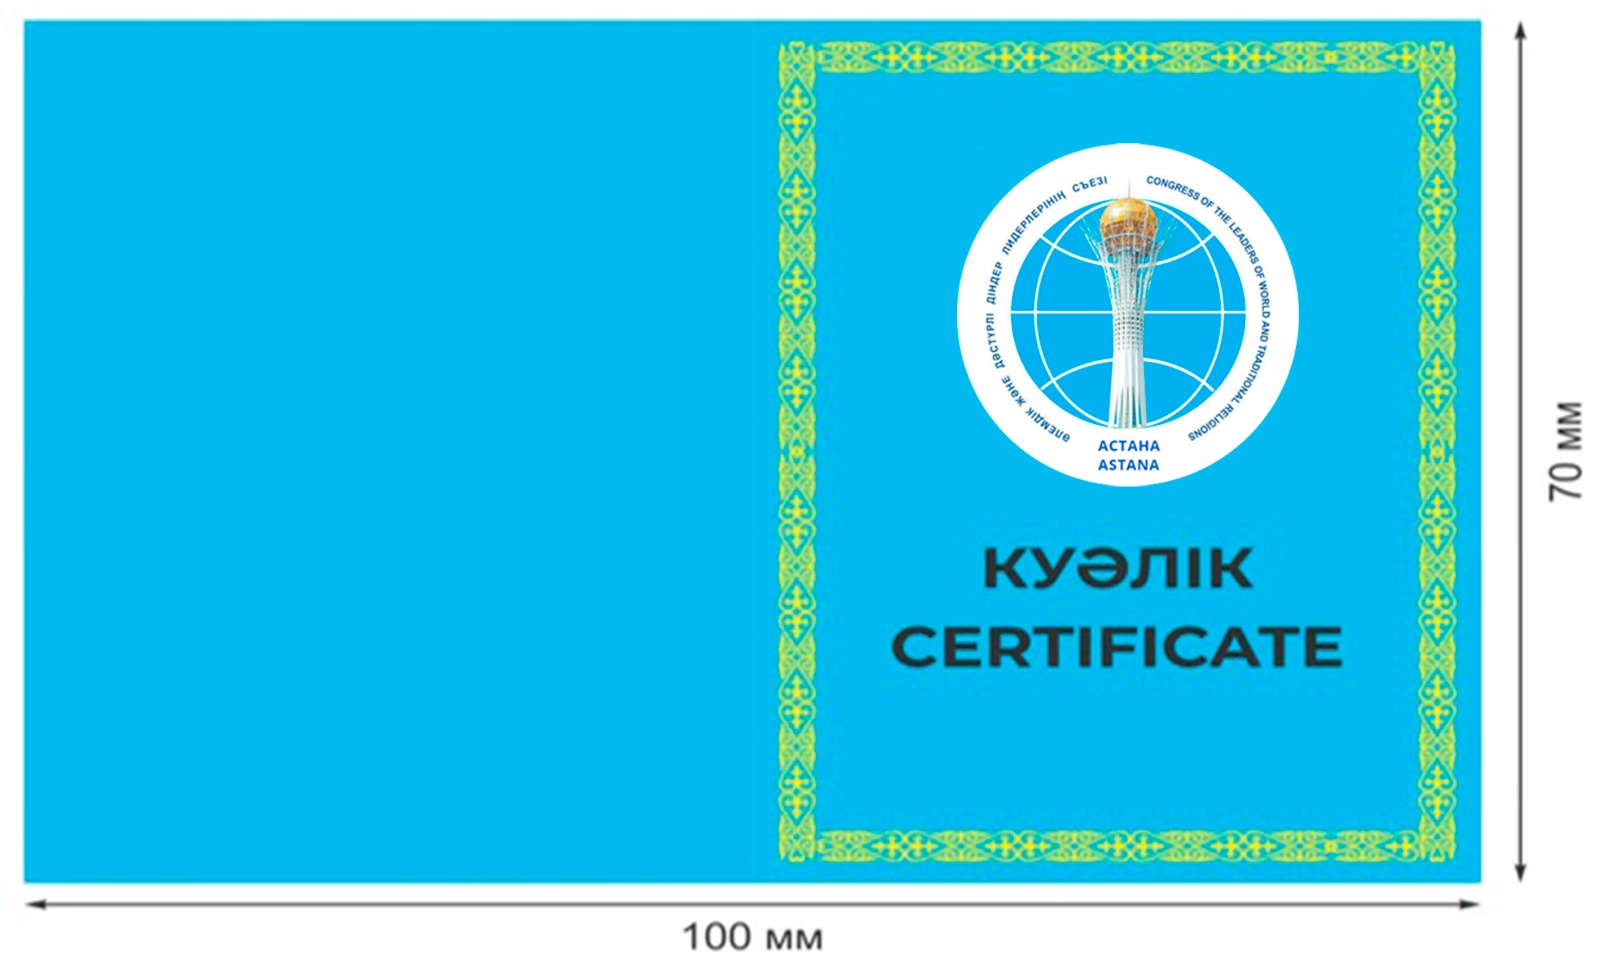 ӘЛЕМДІК ЖӘНЕ ДӘСТҮРЛІ ДІНДЕР ЛИДЕРЛЕРІНІҢ СЪЕЗІ
CONGRESS OF THE LEADERS OF WORLD AND TRADITIONAL RELIGIONS
АСТАНА
ASTANA
КУӘЛІК
CERTIFICATE
70 мм
100 мм